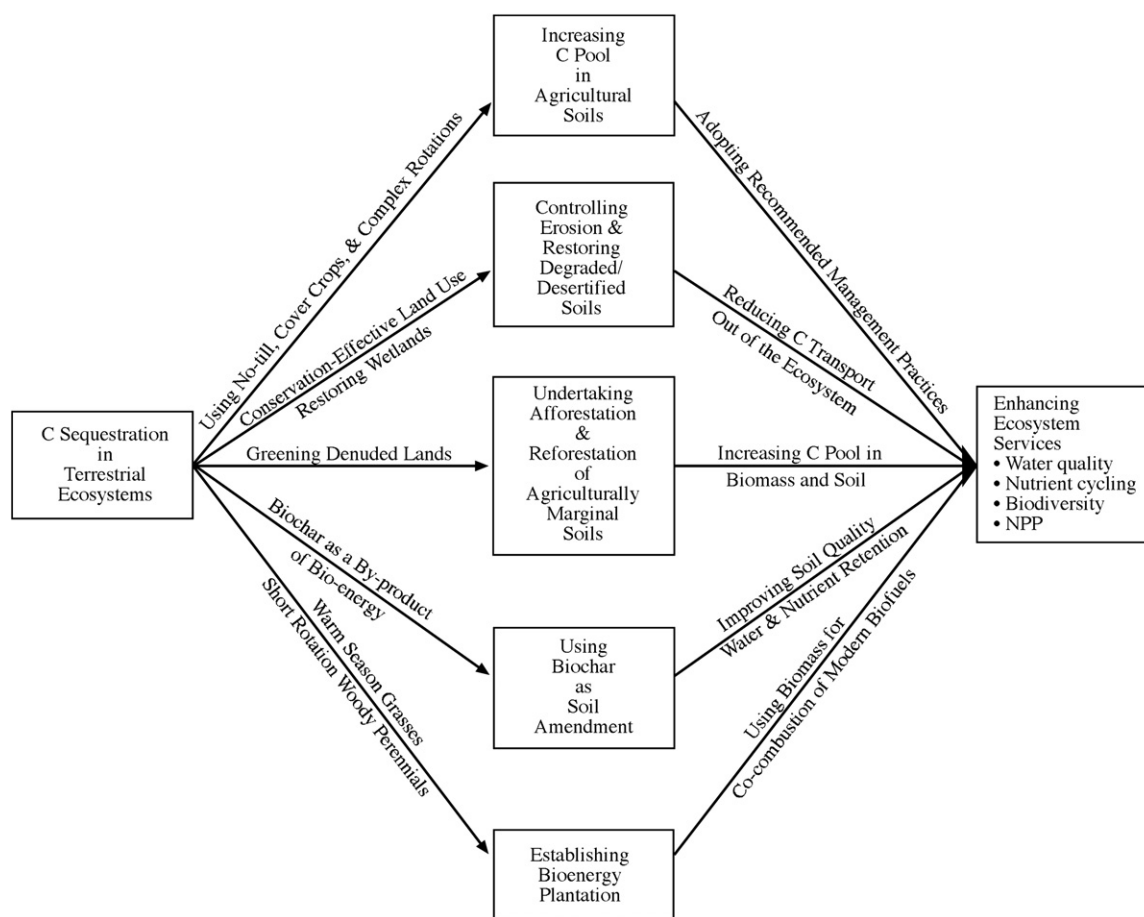 Increasing
C Pool
in
Agricultural
Soils
Using No-till, Cover Crops, & Complex Rotations
Adopting Recommended Management Practices
Controlling
Erosion &
Restoring
Degraded/
Desertified
Soils
Conservation-Effective Land Use
Restoring Wetlands
Reducing C Transport
Out of the Ecosystem
C Sequestration
in
Terrestrial
Ecosystems
Greening Denuded Lands
Undertaking
Afforestation
&
Reforestation
of
Agriculturally
Marginal
Soils
Increasing C Pool in
Biomass and Soil
Enhancing
Ecosystem
Services
• Water quality
• Nutrient cycling
• Biodiversity
• NPP
Biochar as a By-product
of Bio-energy
Using
Biochar
as
Soil
Amendment
Improving Soil Quality
Water & Nutrient Retention
Warm Season Grasses
Short Rotation Woody Perennials
Establishing
Bioenergy
Plantation
Using Biomass for
Co-combustion of Modern Biofuels